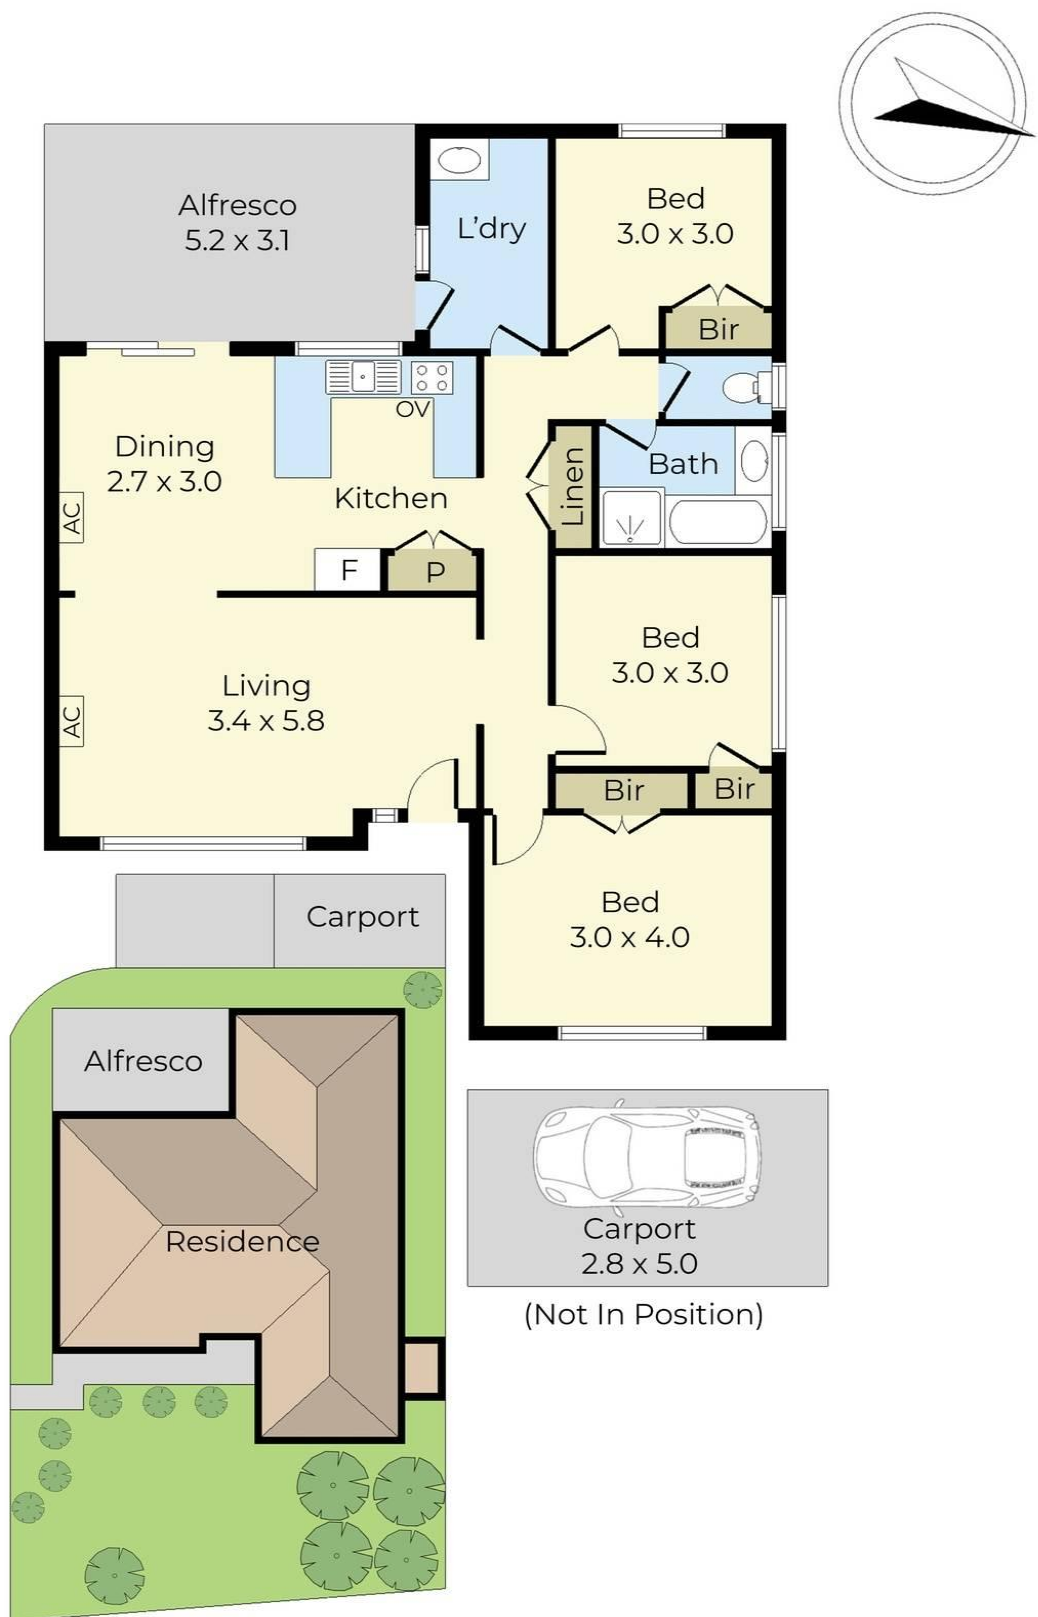 Alfresco
5.2 x 3.1
L'dry
Bed
3.0 x 3.0
Bir
OV
Dining
2.7 x 3.0
Kitchen
AC
Linen
Bath
F
P
Living
3.4 x 5.8
AC
Bed
3.0 x 3.0
Bir
Bir
Bed
3.0 x 4.0
Carport
Alfresco
Residence
Carport
2.8 x 5.0
(Not In Position)